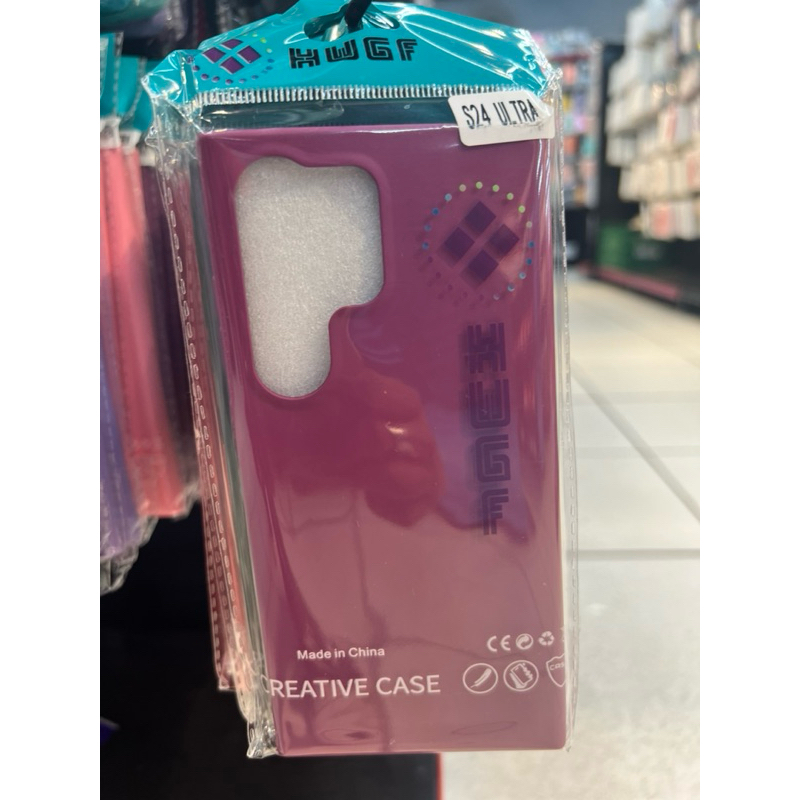 HWGF
S24 ULTRA
HWGF
Made in China
CE
CREATIVE CASE